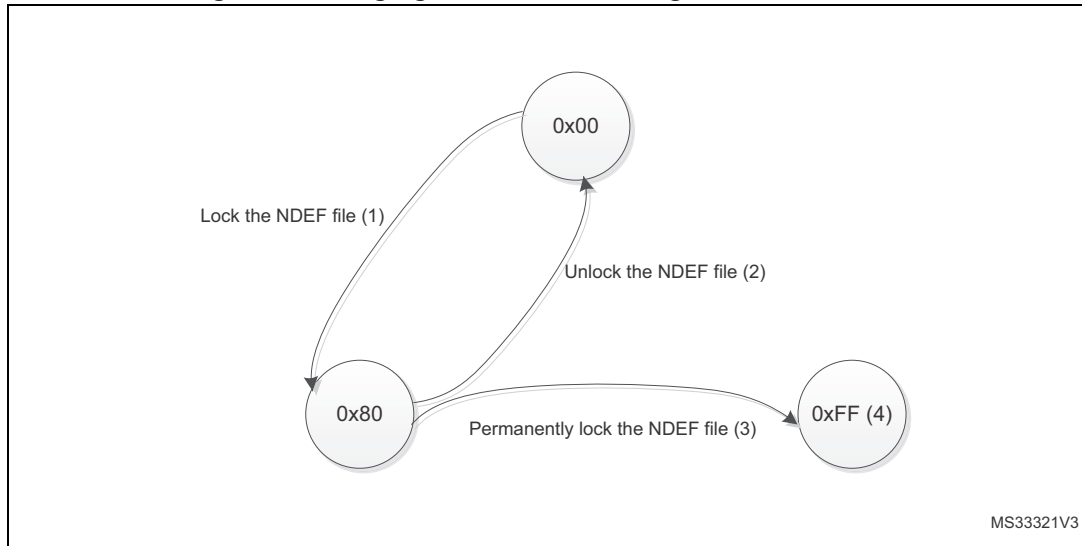 0x00
Lock the NDEF file (1)
Unlock the NDEF file (2)
0x80
0xFF (4)
Permanently lock the NDEF file (3)
MS33321V3